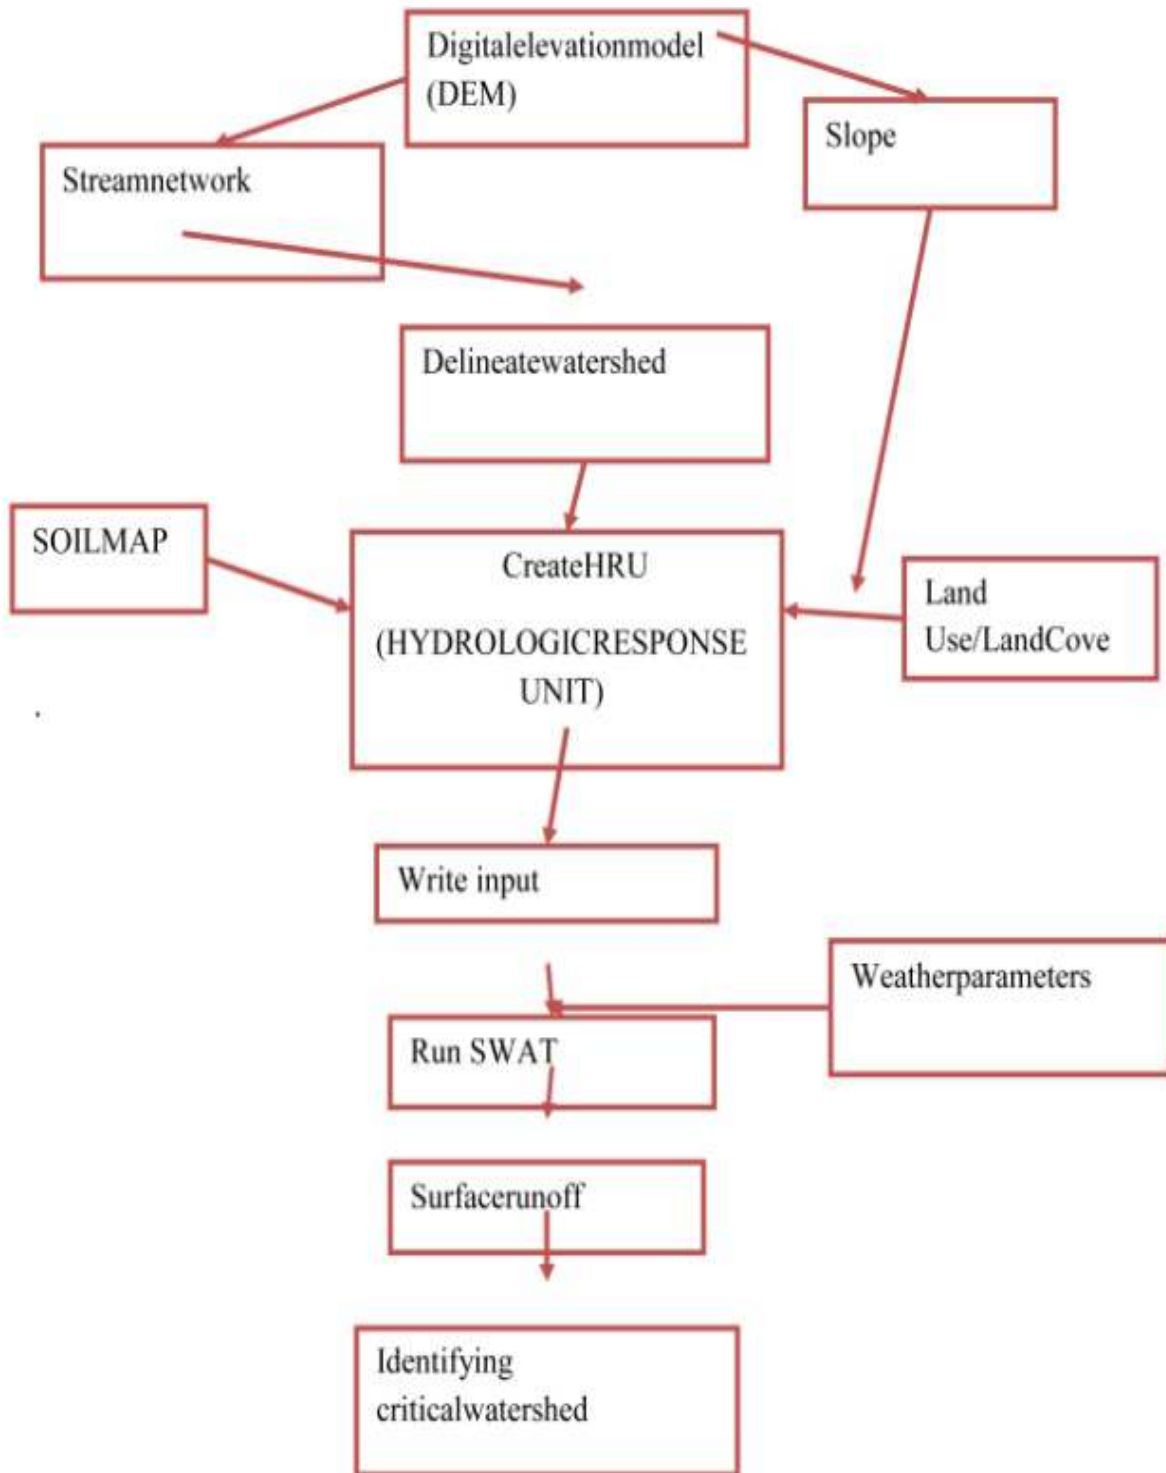 Digitalelevationmodel
(DEM)
Slope
Streamnetwork
Delineatewatershed
SOILMAP
CreateHRU
(HYDROLOGICRESPONSE
UNIT)
Land
Use/LandCove
Write input
Weatherparameters
Run SWAT
Surfacerunoff
Identifying
criticalwatershed